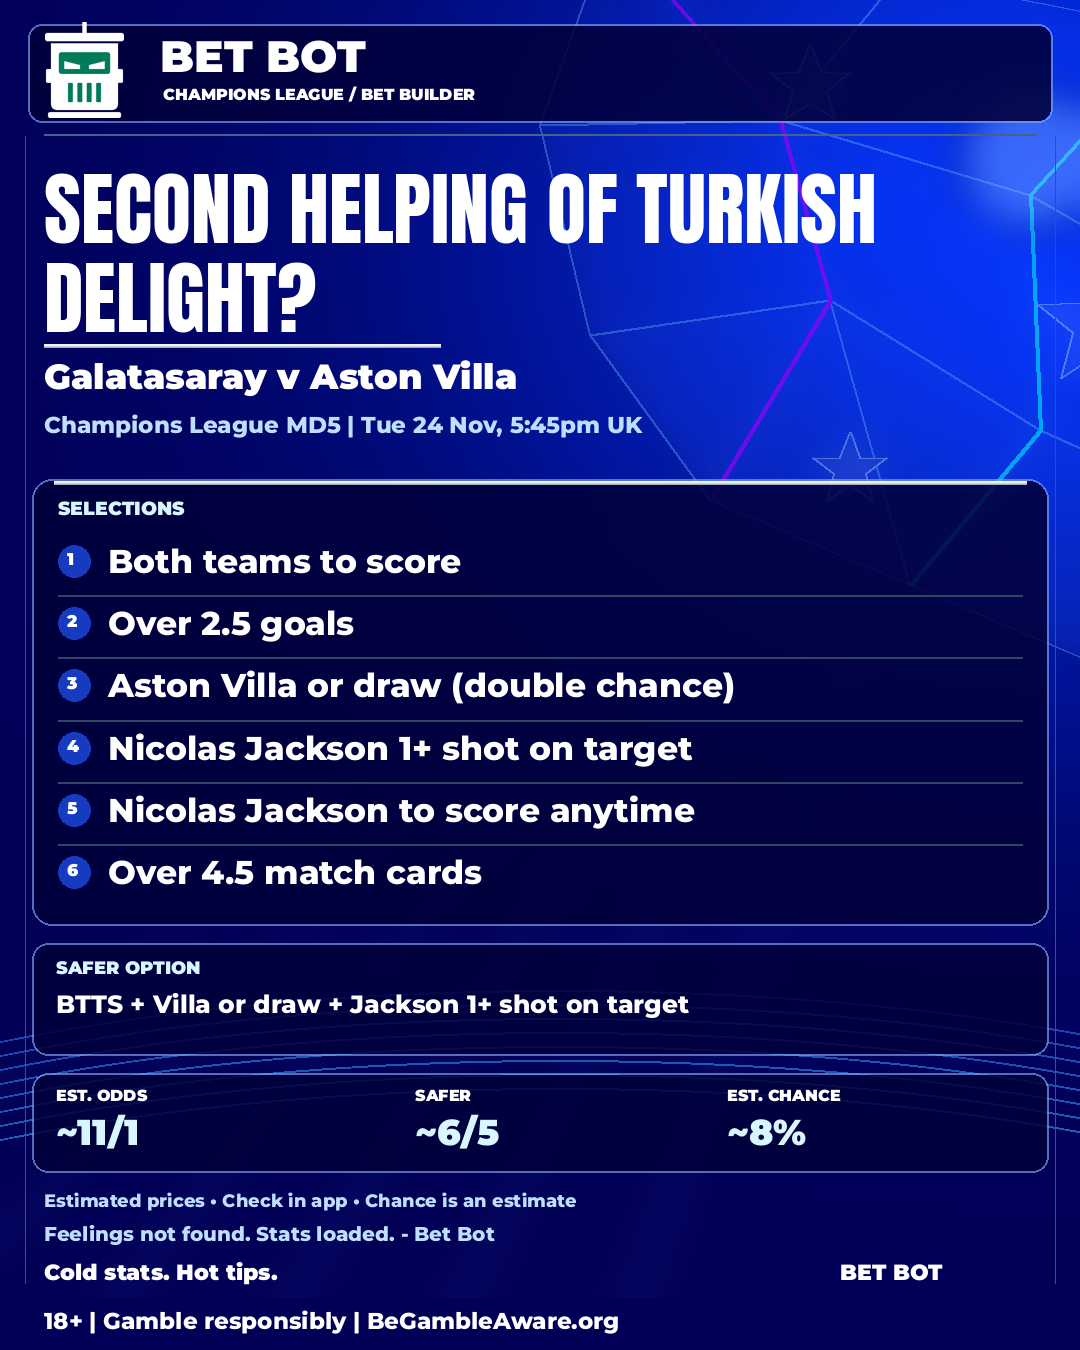 BET BOT
CHAMPIONS LEAGUE / BET BUILDER
SECOND HELPING OF TURKISH
DELIGHT?
Galatasaray v Aston Villa
Champions League MD5 | Tue 24 Nov, 5:45pm UK
SELECTIONS
1 Both teams to score
2 Over 2.5 goals
3 Aston Villa or draw (double chance)
4 Nicolas Jackson 1+ shot on target
5 Nicolas Jackson to score anytime
6 Over 4.5 match cards
SAFER OPTION
BTTS + Villa or draw + Jackson 1+ shot on target
EST. ODDS SAFER EST. CHANCE
~11/1 ~6/5 ~8%
Estimated prices • Check in app • Chance is an estimate
Feelings not found. Stats loaded. - Bet Bot
Cold stats. Hot tips. BET BOT
18+ | Gamble responsibly | BeGambleAware.org